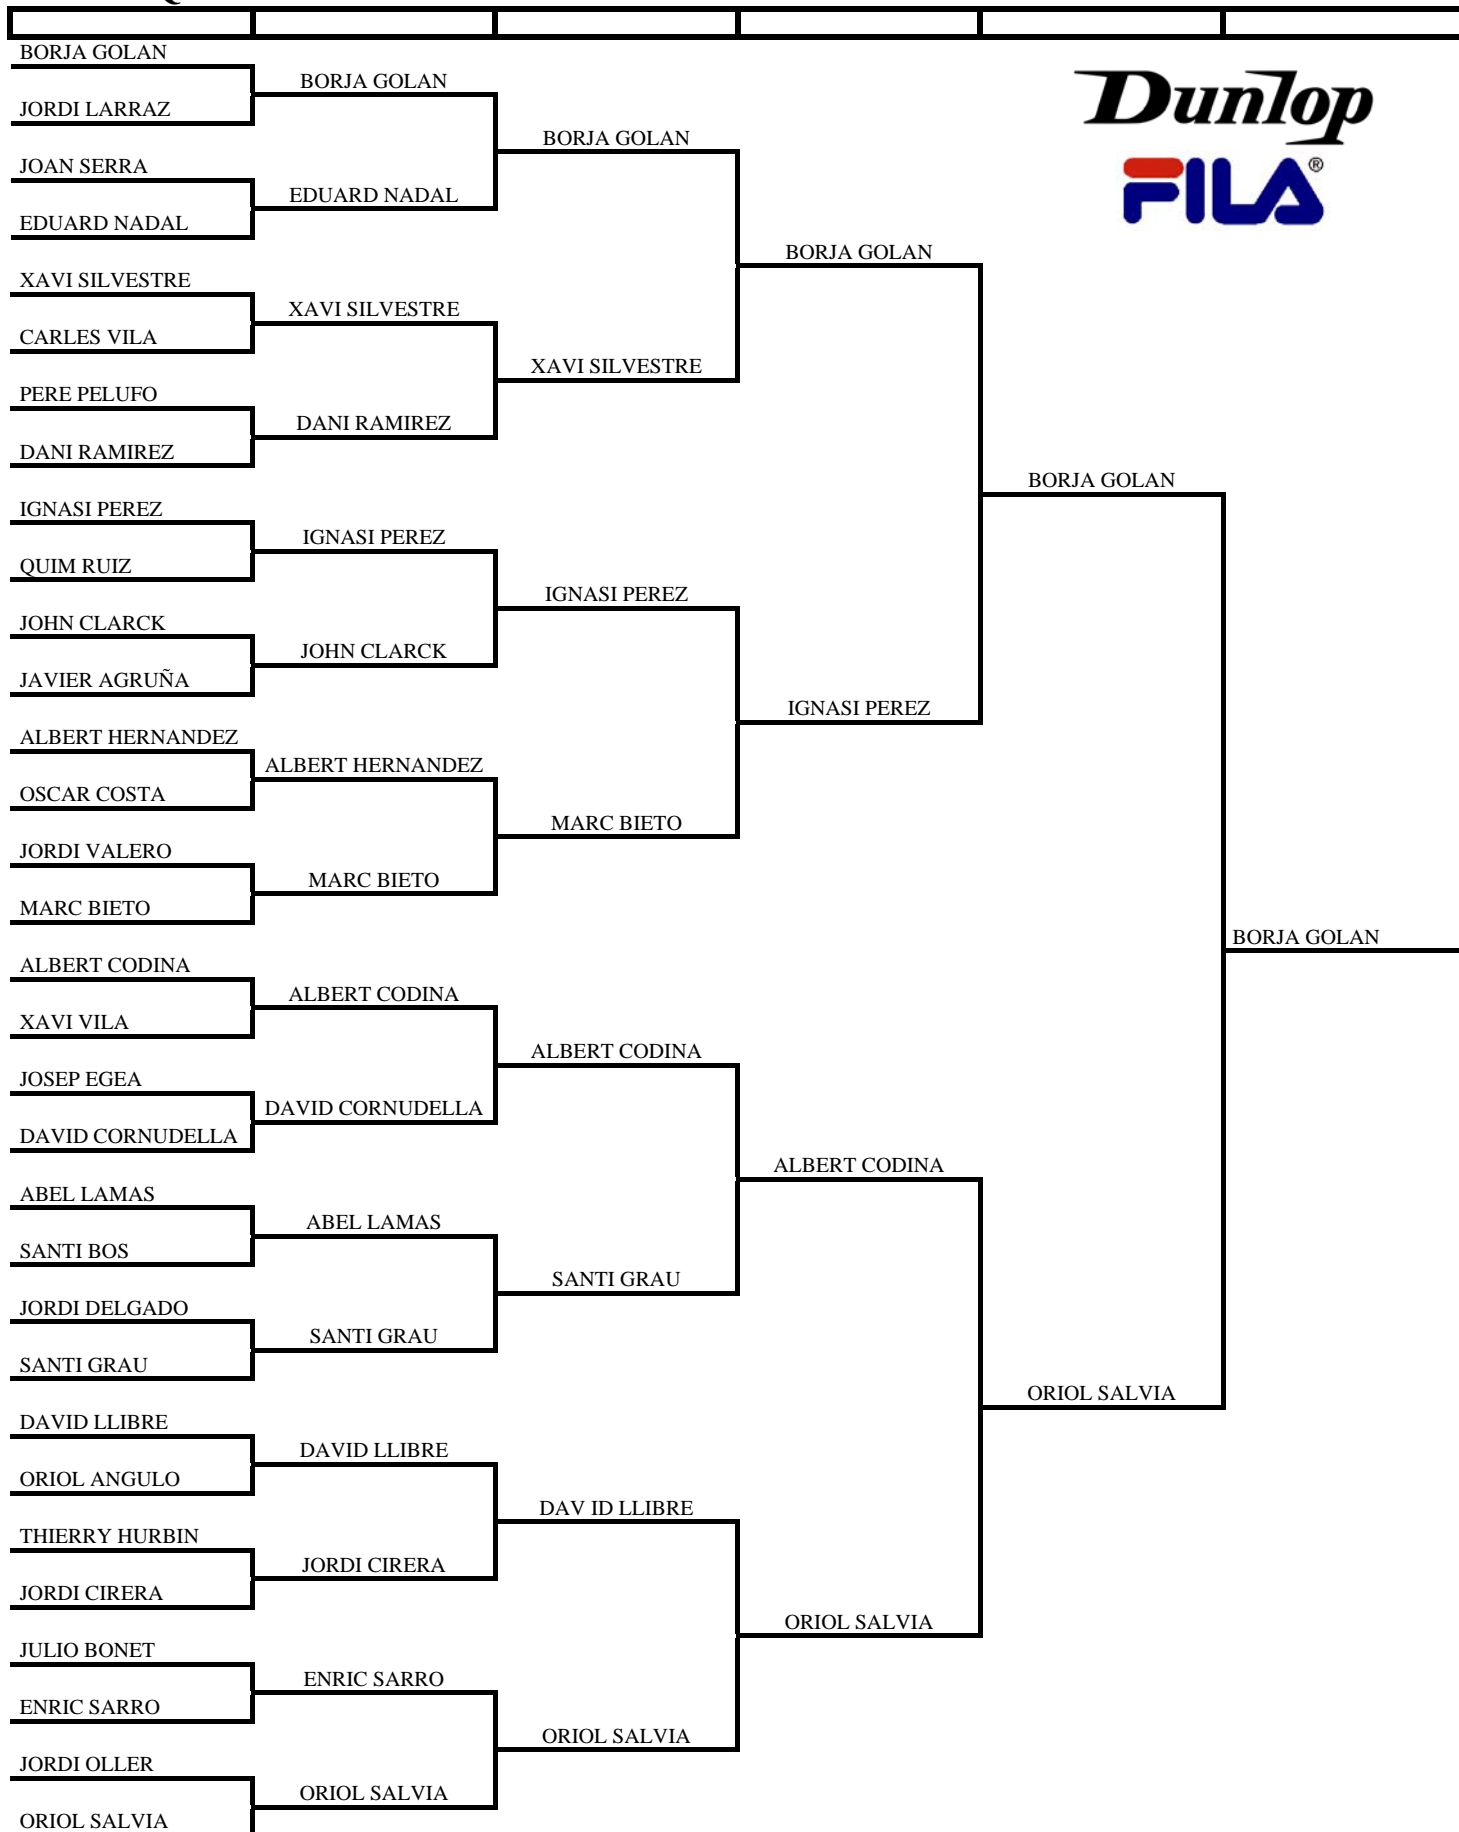 BORJA GOLAN
JORDI LARRAZ
JOAN SERRA
EDUARD NADAL
XAVI SILVESTRE
CARLES VILA
PERE PELUFO
DANI RAMIREZ
IGNASI PEREZ
QUIM RUIZ
JOHN CLARCK
JAVIER AGRUÑA
ALBERT HERNANDEZ
OSCAR COSTA
JORDI VALERO
MARC BIETO
ALBERT CODINA
XAVI VILA
JOSEP EGEA
DAVID CORNUDELLA
ABEL LAMAS
SANTI BOS
JORDI DELGADO
SANTI GRAU
DAVID LLIBRE
ORIOL ANGULO
THIERRY HURBIN
JORDI CIRERA
JULIO BONET
ENRIC SARRO
JORDI OLLER
ORIOL SALVIA
BORJA GOLAN
EDUARD NADAL
XAVI SILVESTRE
DANI RAMIREZ
IGNASI PEREZ
JOHN CLARCK
ALBERT HERNANDEZ
MARC BIETO
ALBERT CODINA
DAVID CORNUDELLA
ABEL LAMAS
SANTI GRAU
DAVID LLIBRE
JORDI CIRERA
ENRIC SARRO
ORIOL SALVIA
BORJA GOLAN
XAVI SILVESTRE
IGNASI PEREZ
MARC BIETO
ALBERT CODINA
SANTI GRAU
DAV ID LLIBRE
ORIOL SALVIA
BORJA GOLAN
IGNASI PEREZ
ALBERT CODINA
ORIOL SALVIA
BORJA GOLAN
ORIOL SALVIA
BORJA GOLAN
Dunlop
FILA®